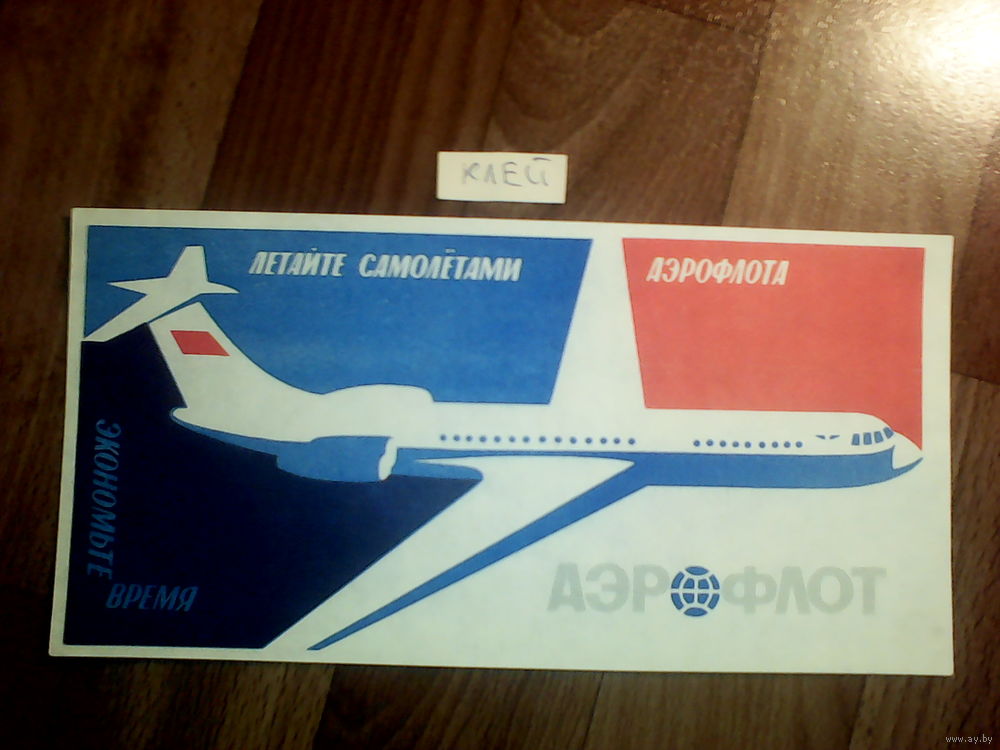 КЛЕЙ
ЛЕТАЙТЕ САМОЛЁТАМИ
АЭРОФЛОТА
ЭКОНОМЬТЕ
ВРЕМЯ
АЭРОФЛОТ
www.ay.by